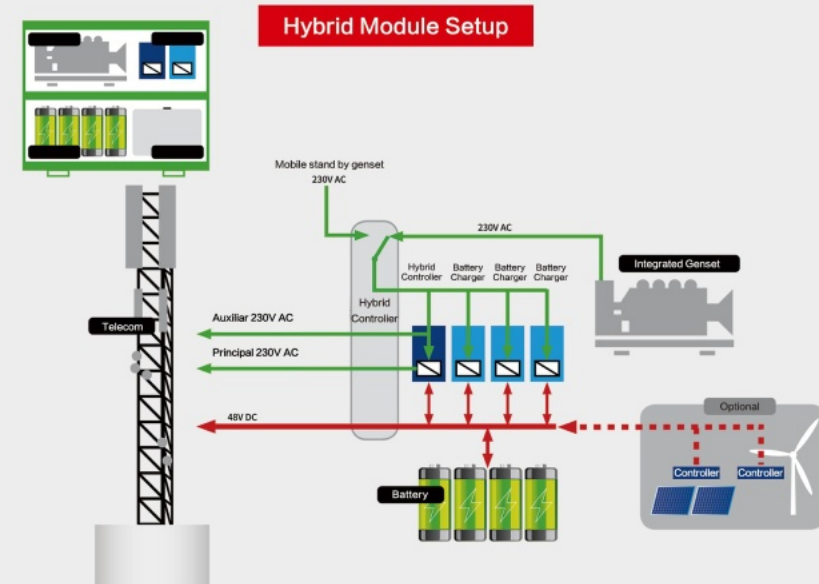 Hybrid Module Setup
Mobile stand by genset
230V AC
230V AC
Integrated Genset
Hybrid
Controller
Battery
Charger
Battery
Charger
Battery
Charger
Hybrid
Controller
Telecom
Auxiliar 230V AC
Principal 230V AC
48V DC
Optional
Controller
Controller
Battery